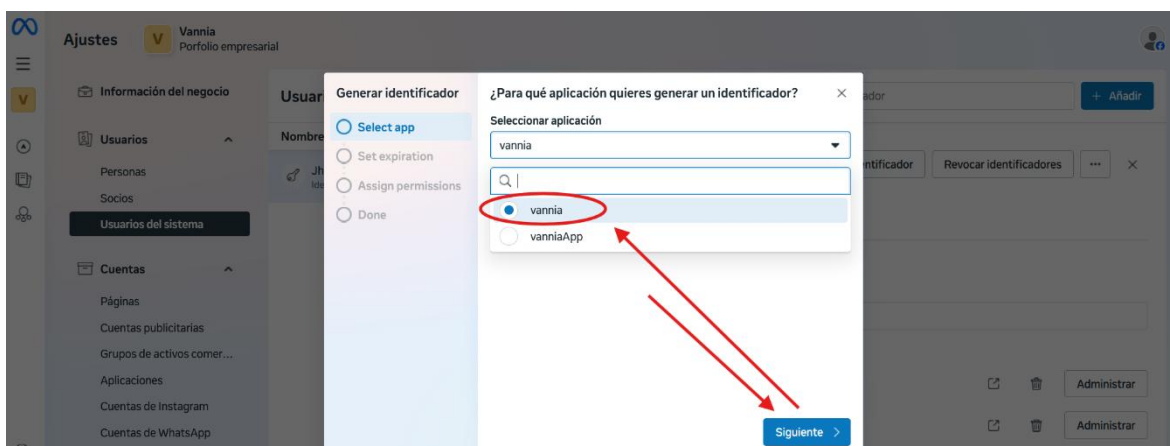 Ajustes
V
Vannia
Porfolio empresarial
V
Información del negocio
Usuarios
Personas
Socios
Usuarios del sistema
Cuentas
Páginas
Cuentas publicitarias
Grupos de activos comer...
Aplicaciones
Cuentas de Instagram
Cuentas de WhatsApp
Usuar
Nombre
Jh
Ide
Generar identificador
Select app
Set expiration
Assign permissions
Done
¿Para qué aplicación quieres generar un identificador?
Seleccionar aplicación
vannia
vannia
vanniaApp
Siguiente
ador
+ Añadir
ntificador
Revocar identificadores
...
Administrar
Administrar